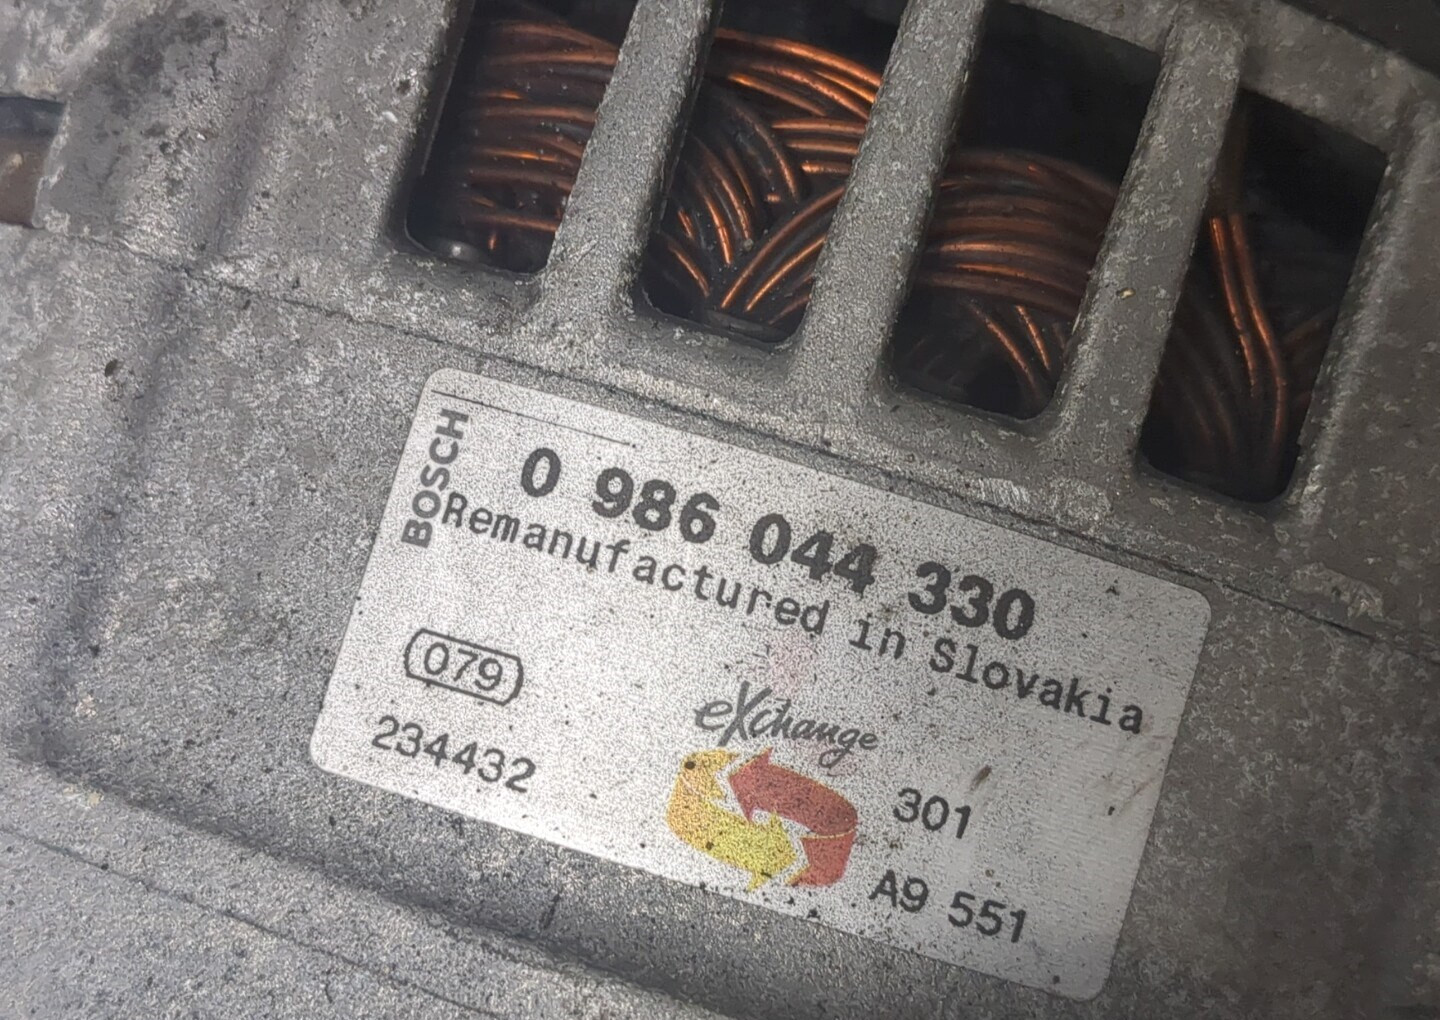 BOSCH
0 986 044 330
Remanufactured in Slovakia
079
eXchange
234432
301
A9 551